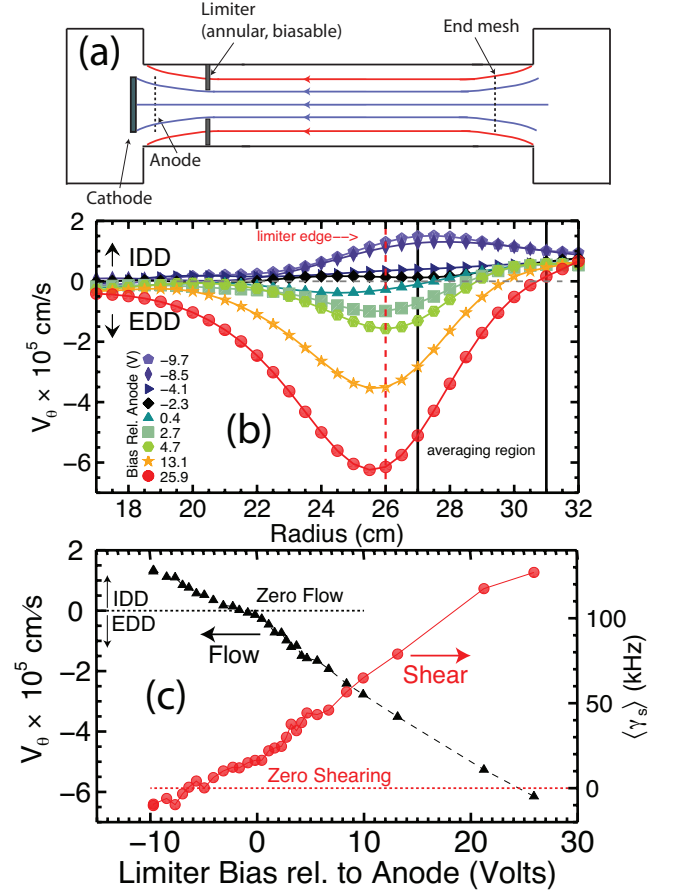 (a)
Limiter
(annular, biasable)
End mesh
Anode
Cathode
V_θ × 10⁵ cm/s
2
0
−2
−4
−6
limiter edge-->
IDD
EDD
Bias Rel. Anode (V)
−9.7
−8.5
−4.1
−2.3
0.4
2.7
4.7
13.1
25.9
(b)
averaging region
18 20 22 24 26 28 30 32
Radius (cm)
V_θ × 10⁵ cm/s
2
0
−2
−4
−6
IDD
EDD
Zero Flow
Flow
Shear
(c)
Zero Shearing
100
50
0
⟨γ_s⟩ (kHz)
−10 0 10 20 30
Limiter Bias rel. to Anode (Volts)